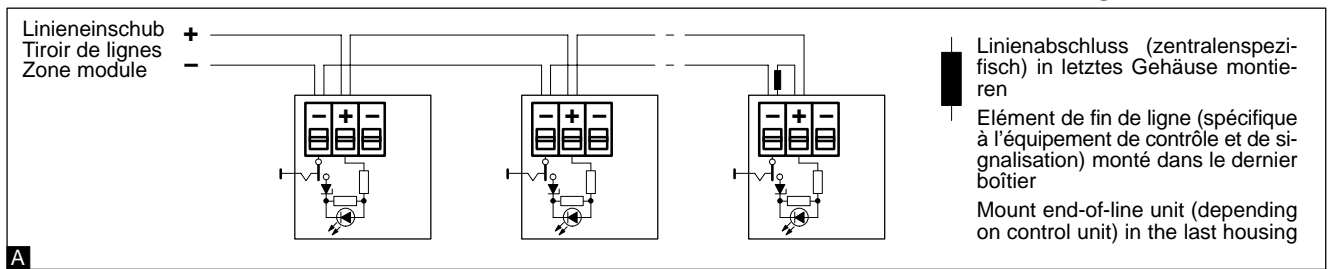 Linieneinschub +
Tiroir de lignes
Zone module −
− + −
− + −
− + −
Linienabschluss (zentralenspezi-
fisch) in letztes Gehäuse montie-
ren
Elément de fin de ligne (spécifique
à l'équipement de contrôle et de si-
gnalisation) monté dans le dernier
boîtier
Mount end-of-line unit (depending
on control unit) in the last housing
A